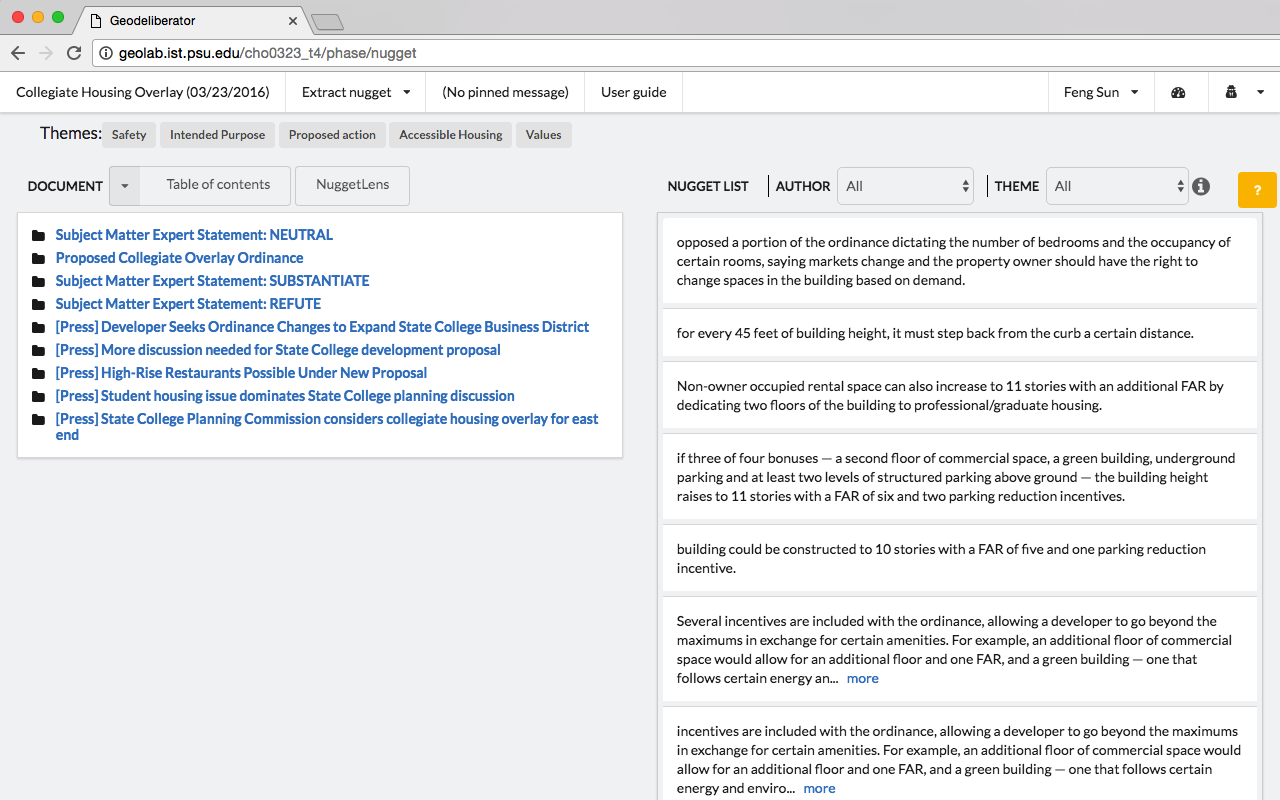 Geodeliberator
geolab.ist.psu.edu/cho0323_t4/phase/nugget
Collegiate Housing Overlay (03/23/2016)
Extract nugget
(No pinned message)
User guide
Feng Sun
Themes:
Safety
Intended Purpose
Proposed action
Accessible Housing
Values
DOCUMENT
Table of contents
NuggetLens
Subject Matter Expert Statement: NEUTRAL
Proposed Collegiate Overlay Ordinance
Subject Matter Expert Statement: SUBSTANTIATE
Subject Matter Expert Statement: REFUTE
[Press] Developer Seeks Ordinance Changes to Expand State College Business District
[Press] More discussion needed for State College development proposal
[Press] High-Rise Restaurants Possible Under New Proposal
[Press] Student housing issue dominates State College planning discussion
[Press] State College Planning Commission considers collegiate housing overlay for east
end
NUGGET LIST
AUTHOR
All
THEME
All
?
opposed a portion of the ordinance dictating the number of bedrooms and the occupancy of
certain rooms, saying markets change and the property owner should have the right to
change spaces in the building based on demand.
for every 45 feet of building height, it must step back from the curb a certain distance.
Non-owner occupied rental space can also increase to 11 stories with an additional FAR by
dedicating two floors of the building to professional/graduate housing.
if three of four bonuses — a second floor of commercial space, a green building, underground
parking and at least two levels of structured parking above ground — the building height
raises to 11 stories with a FAR of six and two parking reduction incentives.
building could be constructed to 10 stories with a FAR of five and one parking reduction
incentive.
Several incentives are included with the ordinance, allowing a developer to go beyond the
maximums in exchange for certain amenities. For example, an additional floor of commercial
space would allow for an additional floor and one FAR, and a green building — one that
follows certain energy an... more
incentives are included with the ordinance, allowing a developer to go beyond the maximums
in exchange for certain amenities. For example, an additional floor of commercial space would
allow for an additional floor and one FAR, and a green building — one that follows certain
energy and enviro... more